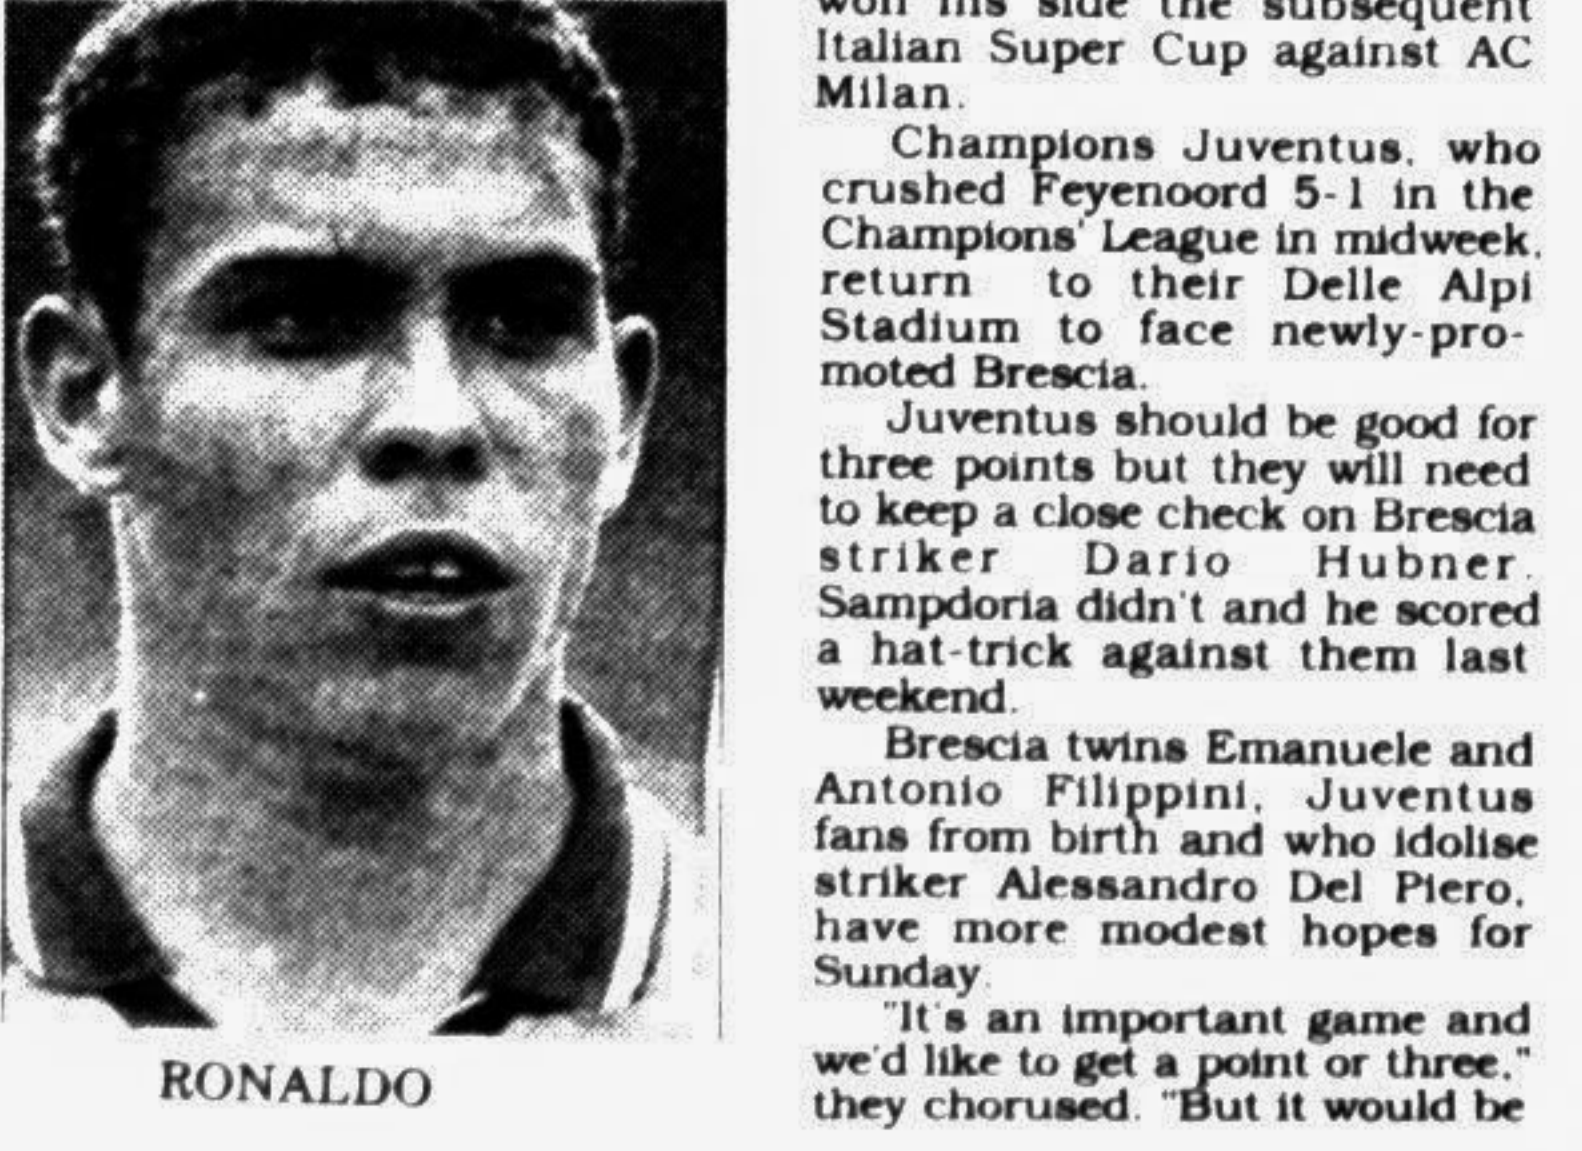 won his side the subsequent
Italian Super Cup against AC
Milan.
Champions Juventus, who
crushed Feyenoord 5-1 in the
Champions' League in midweek,
return to their Delle Alpi
Stadium to face newly-pro-
moted Brescia.
Juventus should be good for
three points but they will need
to keep a close check on Brescia
striker Dario Hubner.
Sampdoria didn't and he scored
a hat-trick against them last
weekend.
Brescia twins Emanuele and
Antonio Filippini, Juventus
fans from birth and who idolise
striker Alessandro Del Piero,
have more modest hopes for
Sunday.
"It's an important game and
we'd like to get a point or three,"
they chorused. "But it would be
RONALDO